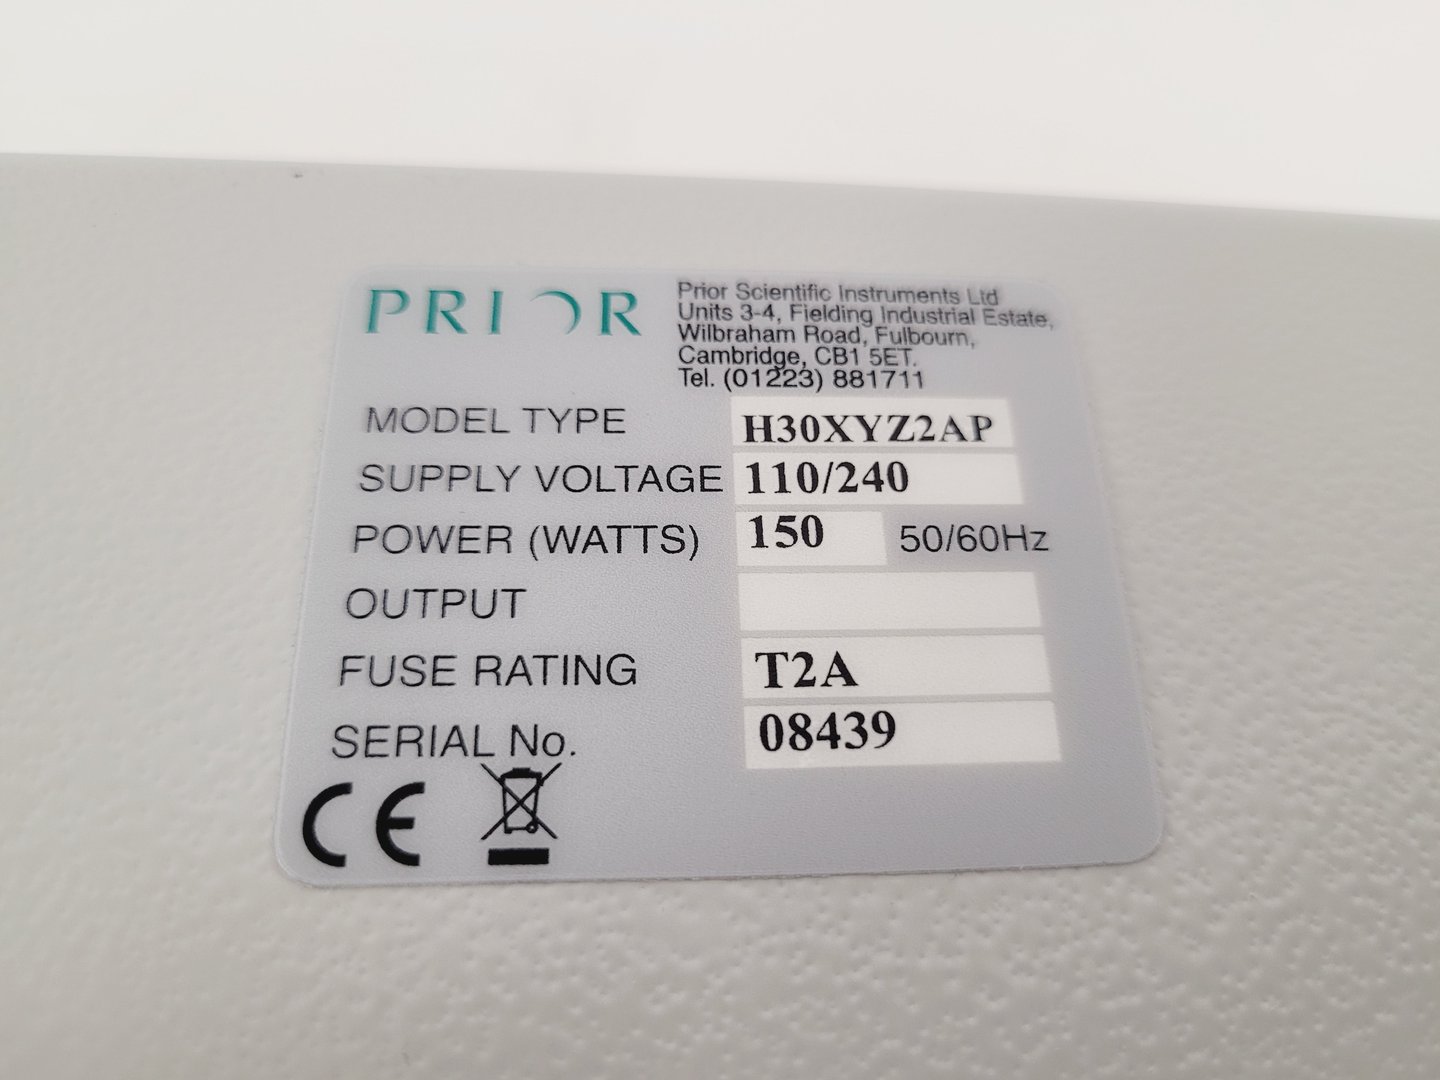 PRIOR
Prior Scientific Instruments Ltd
Units 3-4, Fielding Industrial Estate,
Wilbraham Road, Fulbourn,
Cambridge, CB1 5ET.
Tel. (01223) 881711
MODEL TYPE H30XYZ2AP
SUPPLY VOLTAGE 110/240
POWER (WATTS) 150 50/60Hz
OUTPUT
FUSE RATING T2A
SERIAL No. 08439
CE